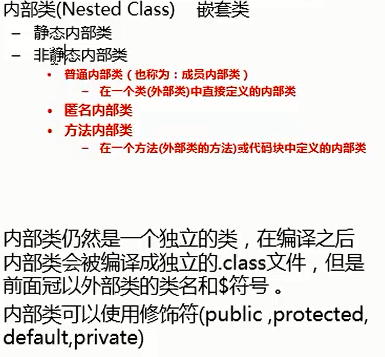 内部类(Nested Class) 嵌套类
– 静态内部类
– 非静态内部类
• 普通内部类（也称为：成员内部类）
– 在一个类(外部类)中直接定义的内部类
• 匿名内部类
• 方法内部类
– 在一个方法(外部类的方法)或代码块中定义的内部类
内部类仍然是一个独立的类，在编译之后
内部类会被编译成独立的.class文件，但是
前面冠以外部类的类名和$符号 。
内部类可以使用修饰符(public ,protected,
default,private)